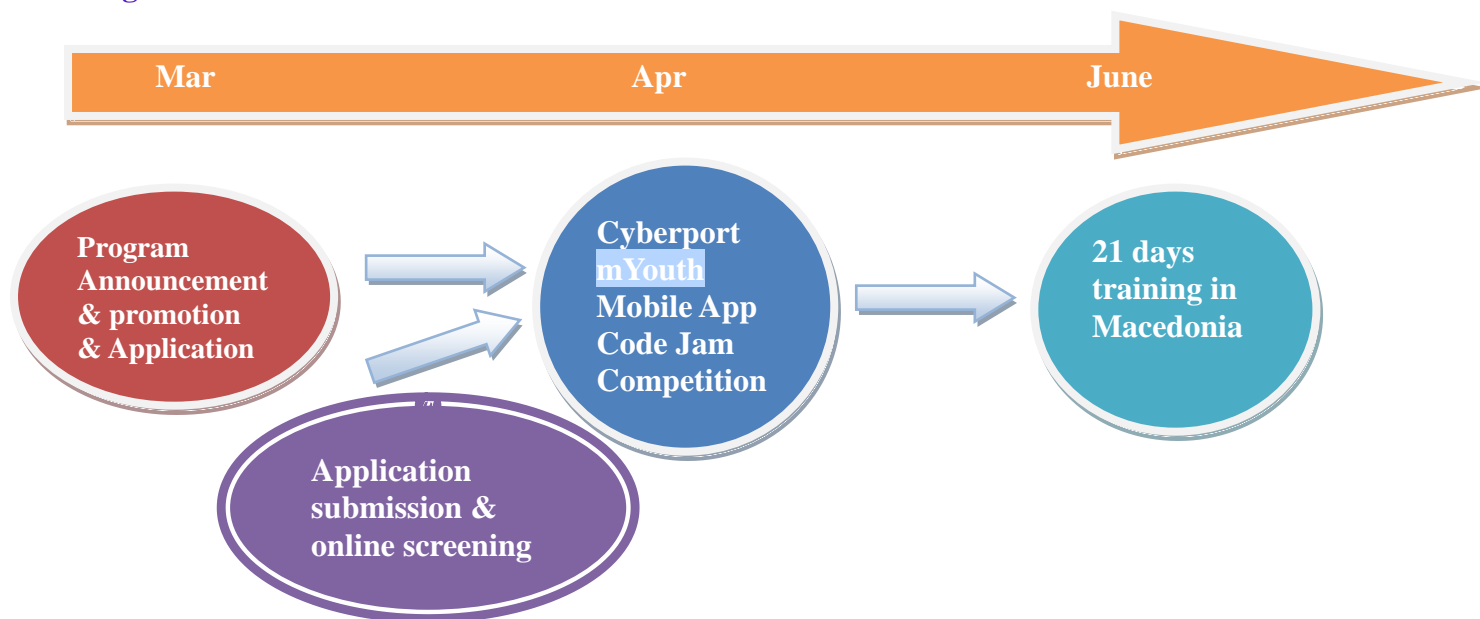 Mar Apr June
Program
Announcement
& promotion
& Application
Cyberport
mYouth
Mobile App
Code Jam
Competition
21 days
training in
Macedonia
Application
submission &
online screening